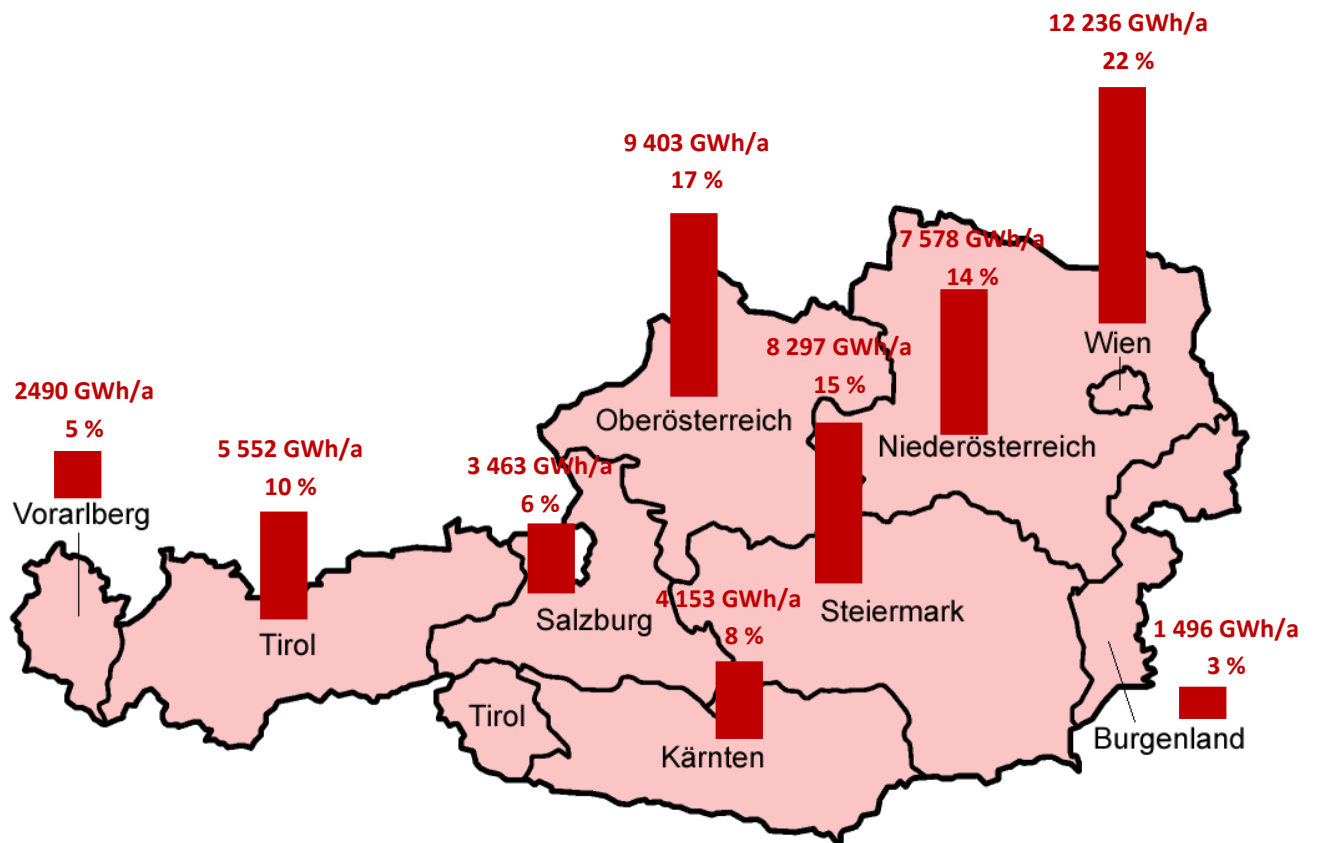 12 236 GWh/a
22 %
9 403 GWh/a
17 %
7 578 GWh/a
14 %
Wien
8 297 GWh/a
15 %
2490 GWh/a
5 %
Oberösterreich
Niederösterreich
5 552 GWh/a
10 %
3 463 GWh/a
6 %
Vorarlberg
4 153 GWh/a
8 %
Steiermark
Salzburg
Tirol
1 496 GWh/a
3 %
Tirol
Kärnten
Burgenland